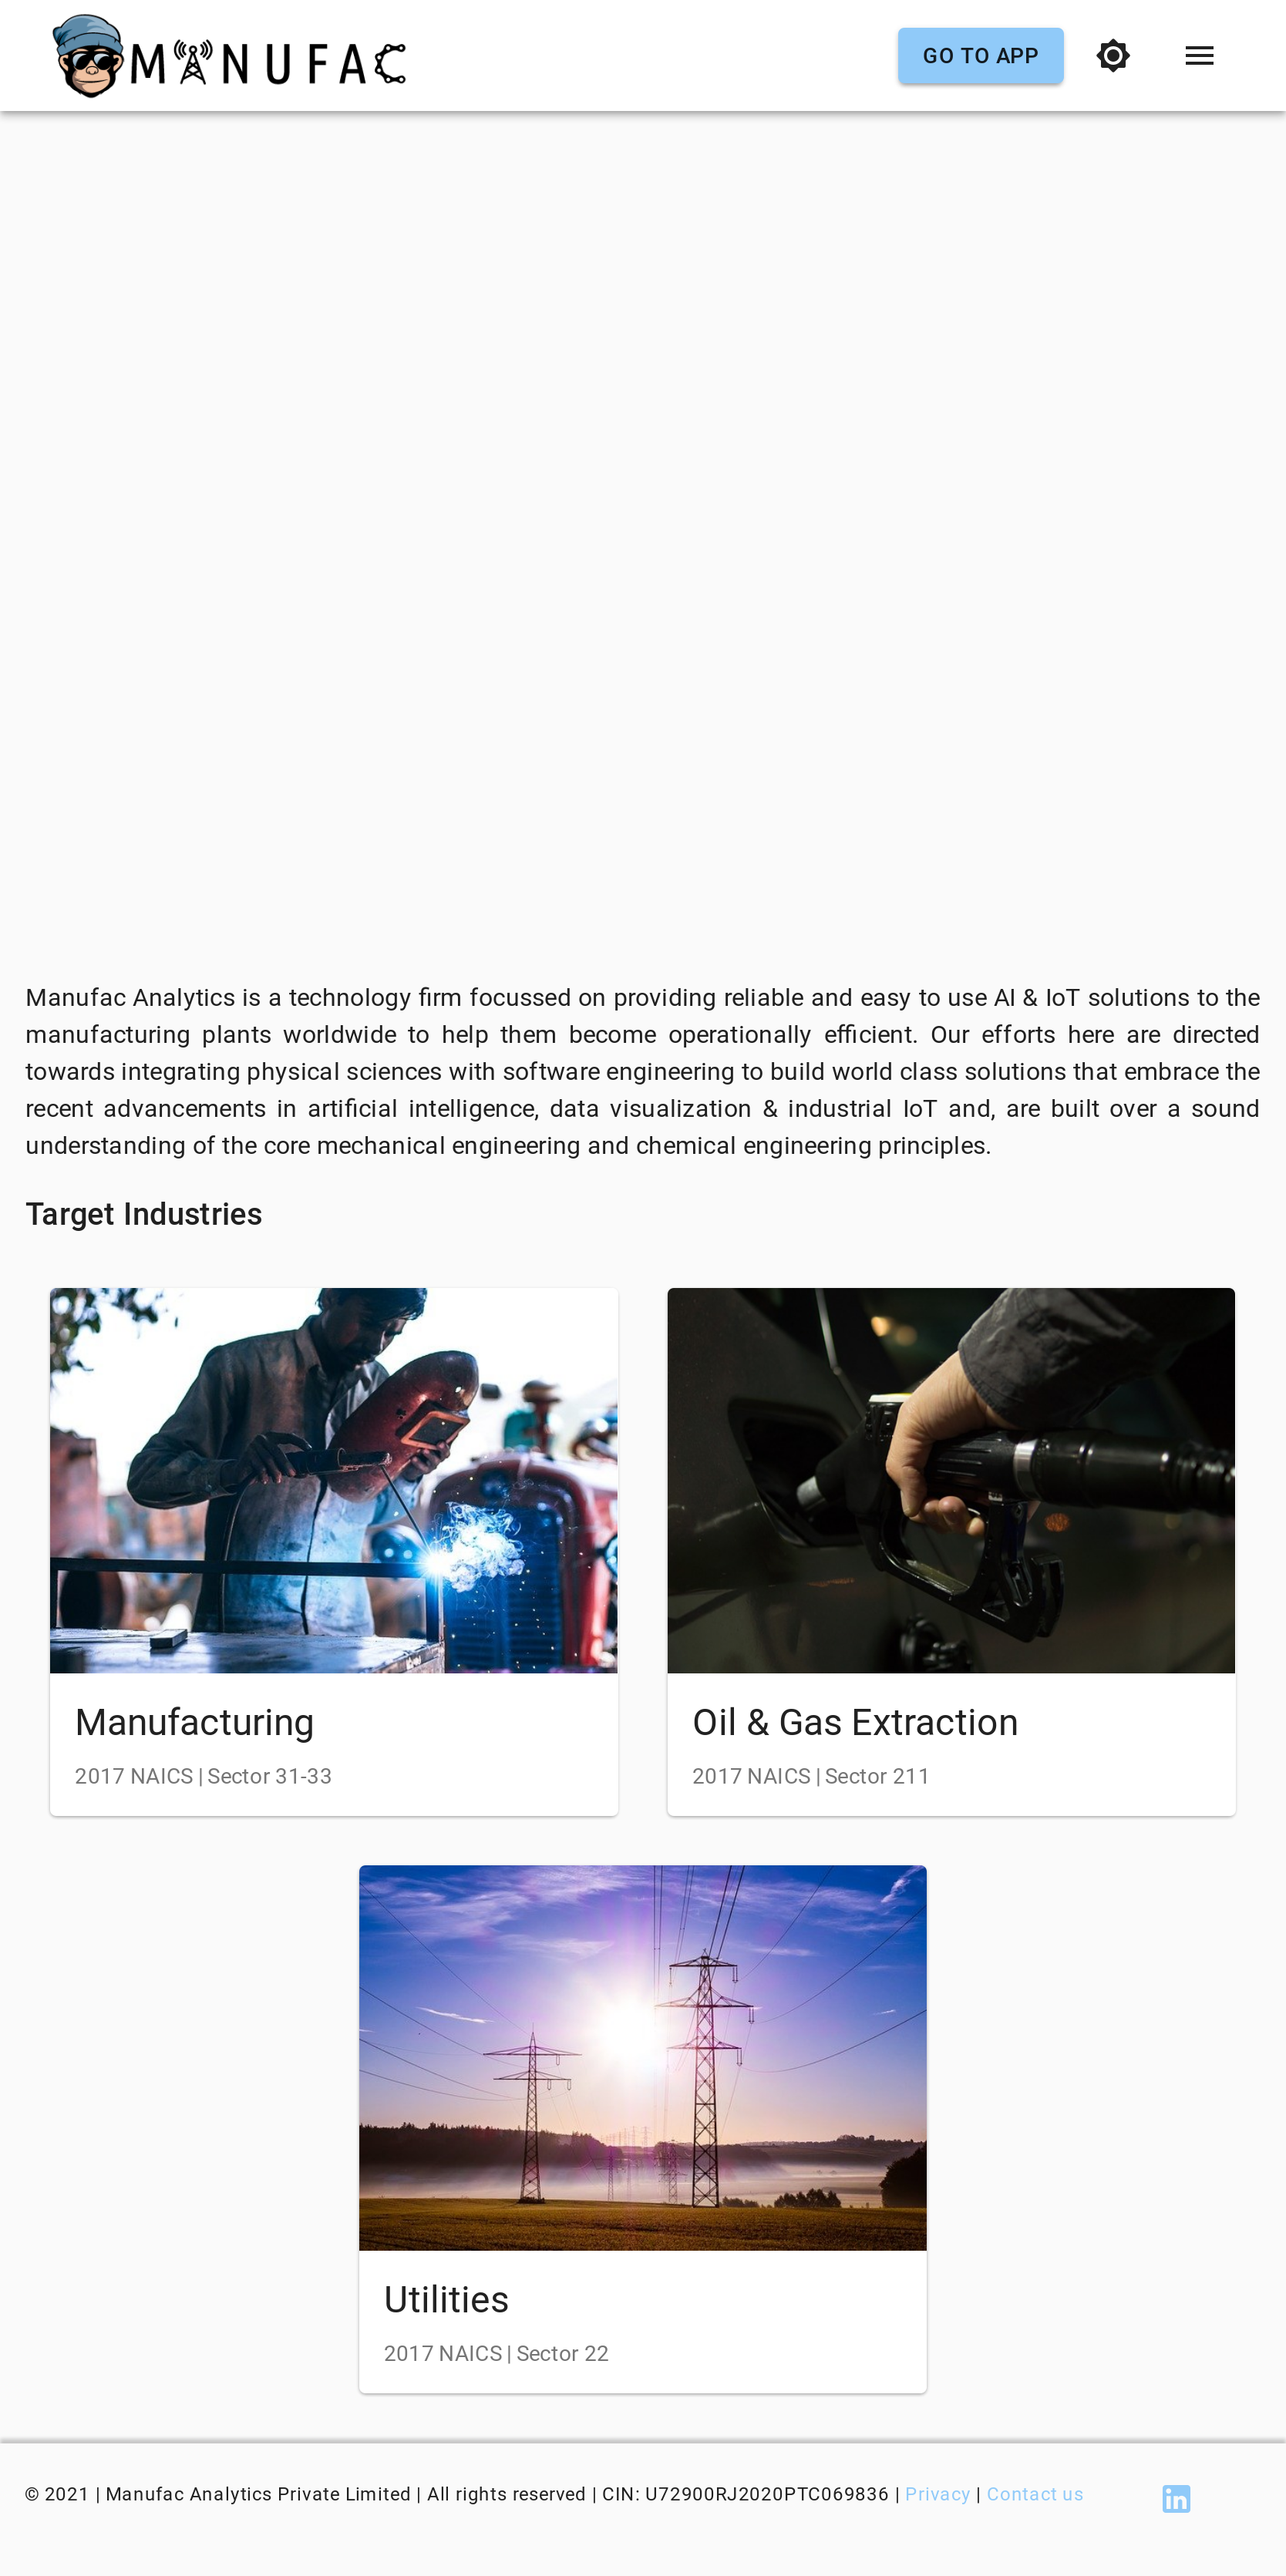 MANUFAC
GO TO APP
Manufac Analytics is a technology firm focussed on providing reliable and easy to use AI & IoT solutions to the
manufacturing plants worldwide to help them become operationally efficient. Our efforts here are directed
towards integrating physical sciences with software engineering to build world class solutions that embrace the
recent advancements in artificial intelligence, data visualization & industrial IoT and, are built over a sound
understanding of the core mechanical engineering and chemical engineering principles.
Target Industries
Manufacturing
2017 NAICS | Sector 31-33
Oil & Gas Extraction
2017 NAICS | Sector 211
Utilities
2017 NAICS | Sector 22
© 2021 | Manufac Analytics Private Limited | All rights reserved | CIN: U72900RJ2020PTC069836 | Privacy | Contact us
in